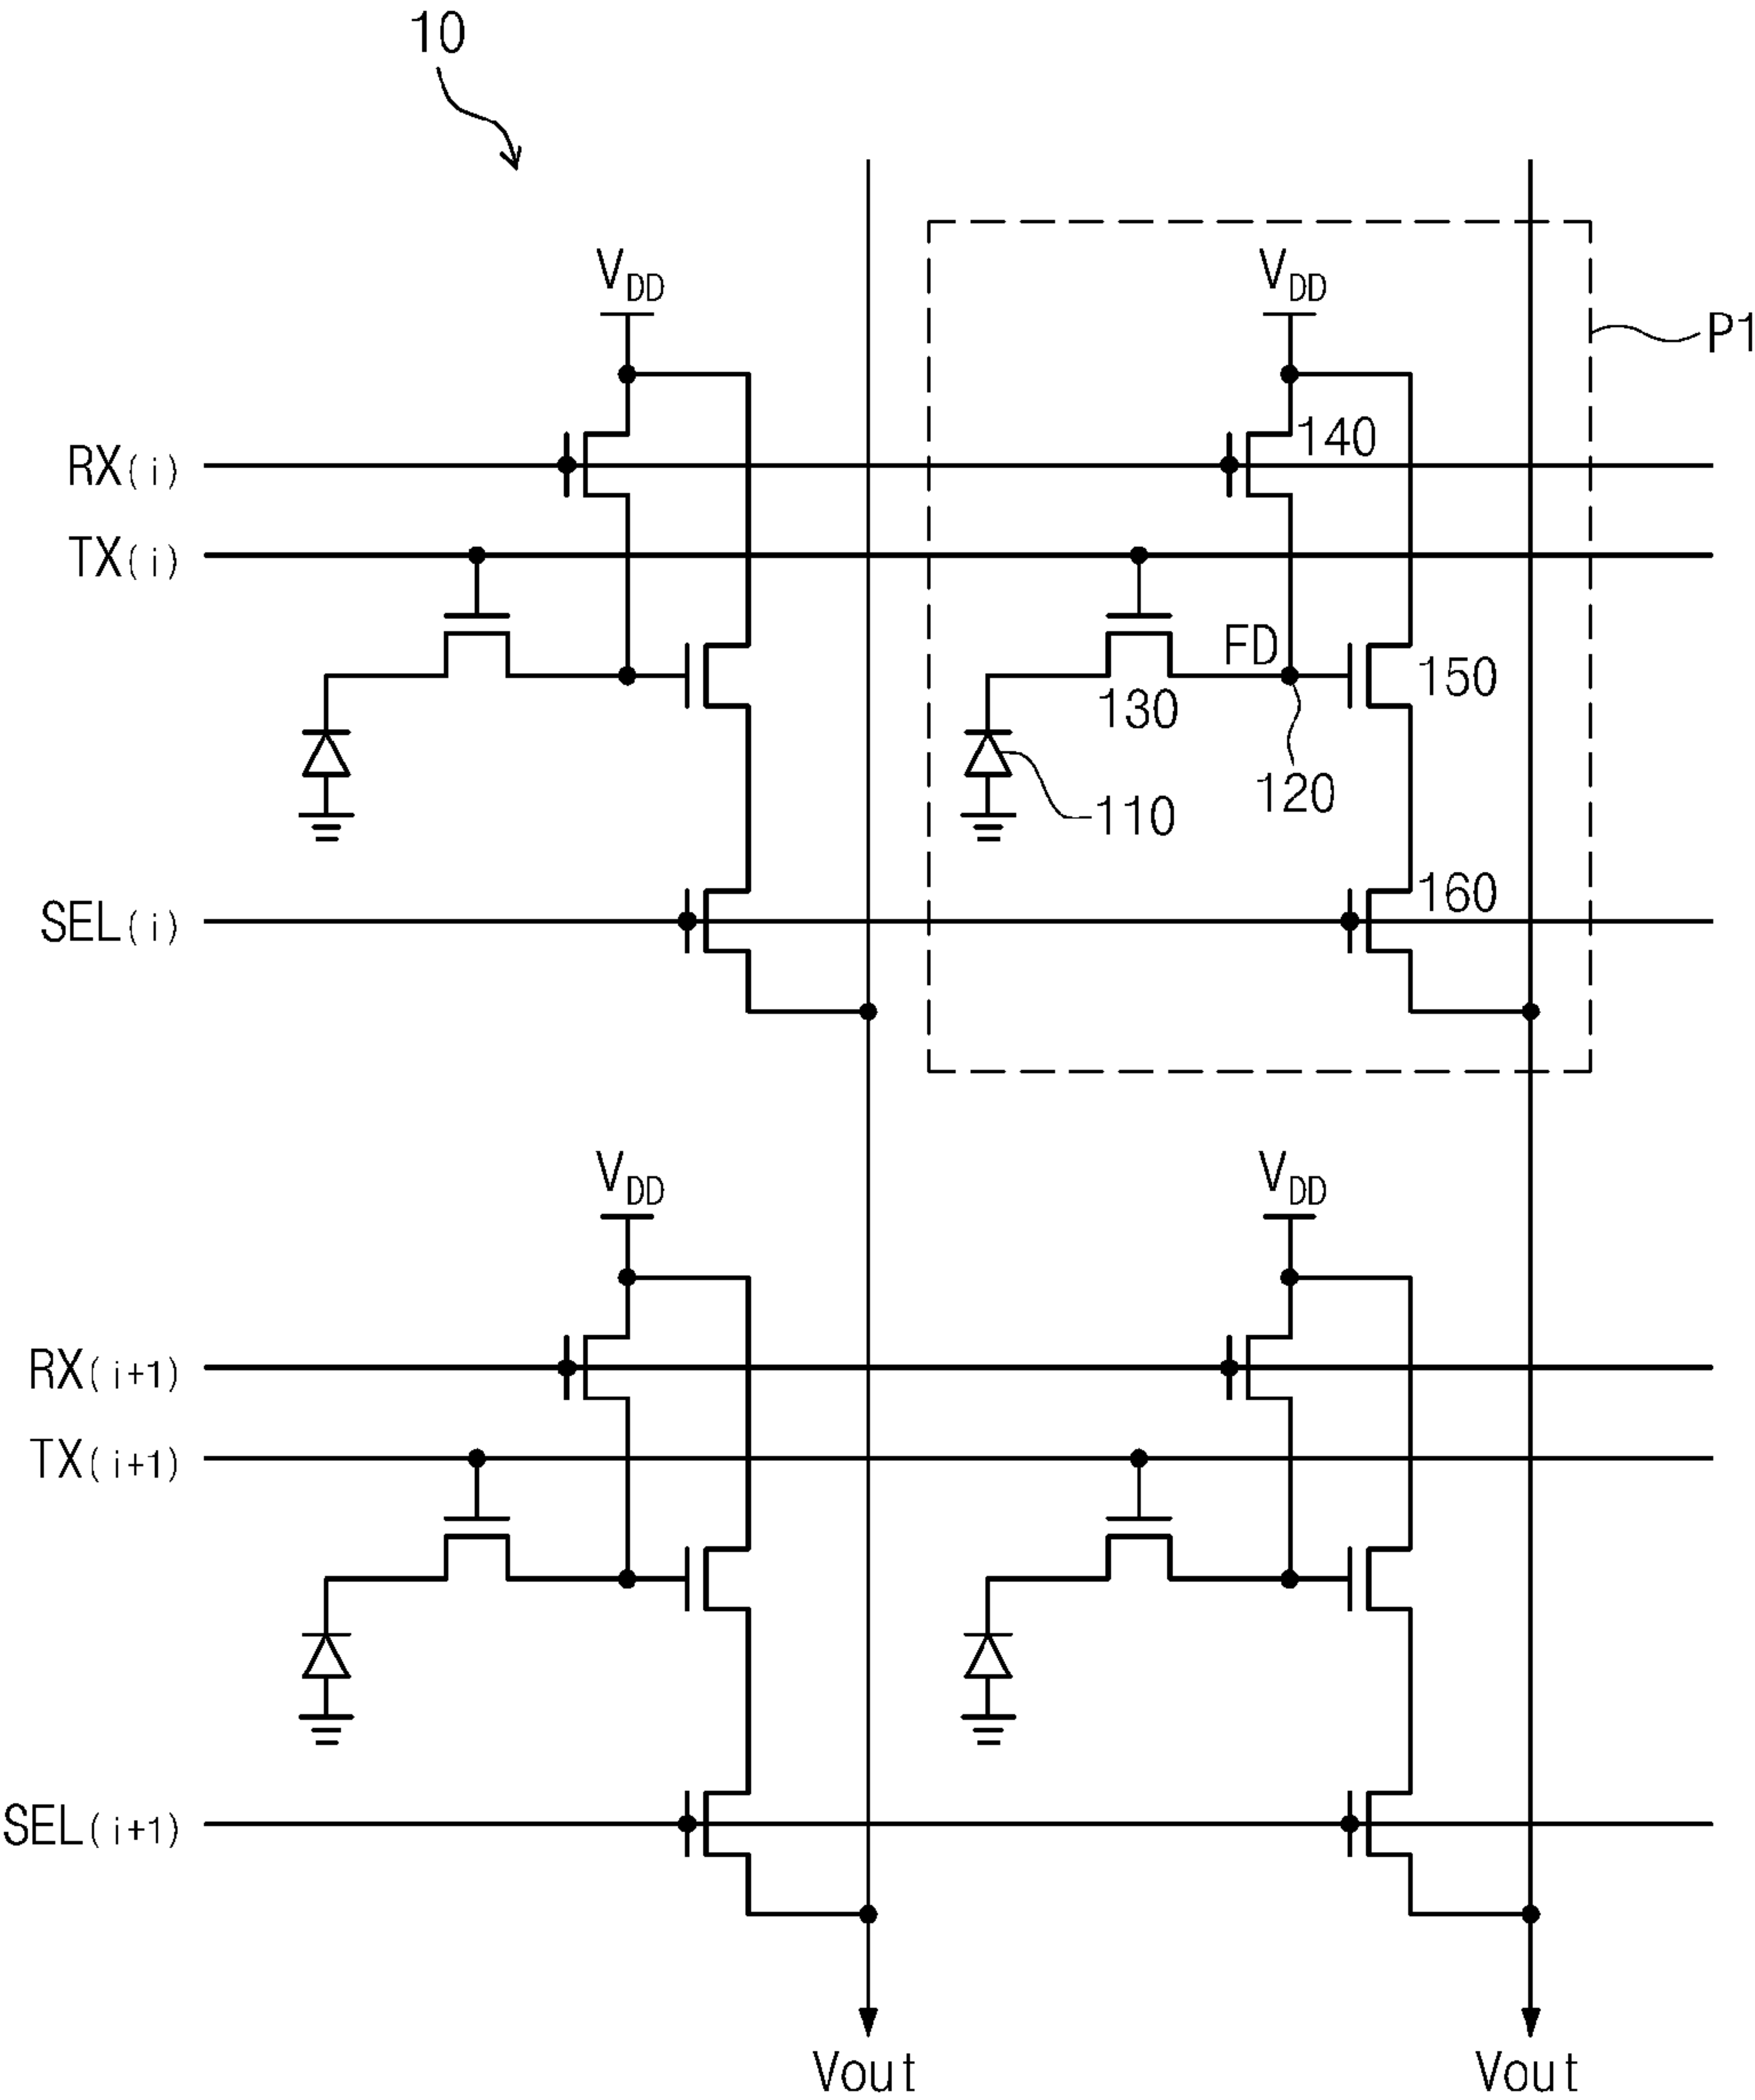 10
VDD
VDD
P1
140
RX(i)
TX(i)
FD
150
130
120
110
160
SEL(i)
VDD
VDD
RX(i+1)
TX(i+1)
SEL(i+1)
Vout
Vout